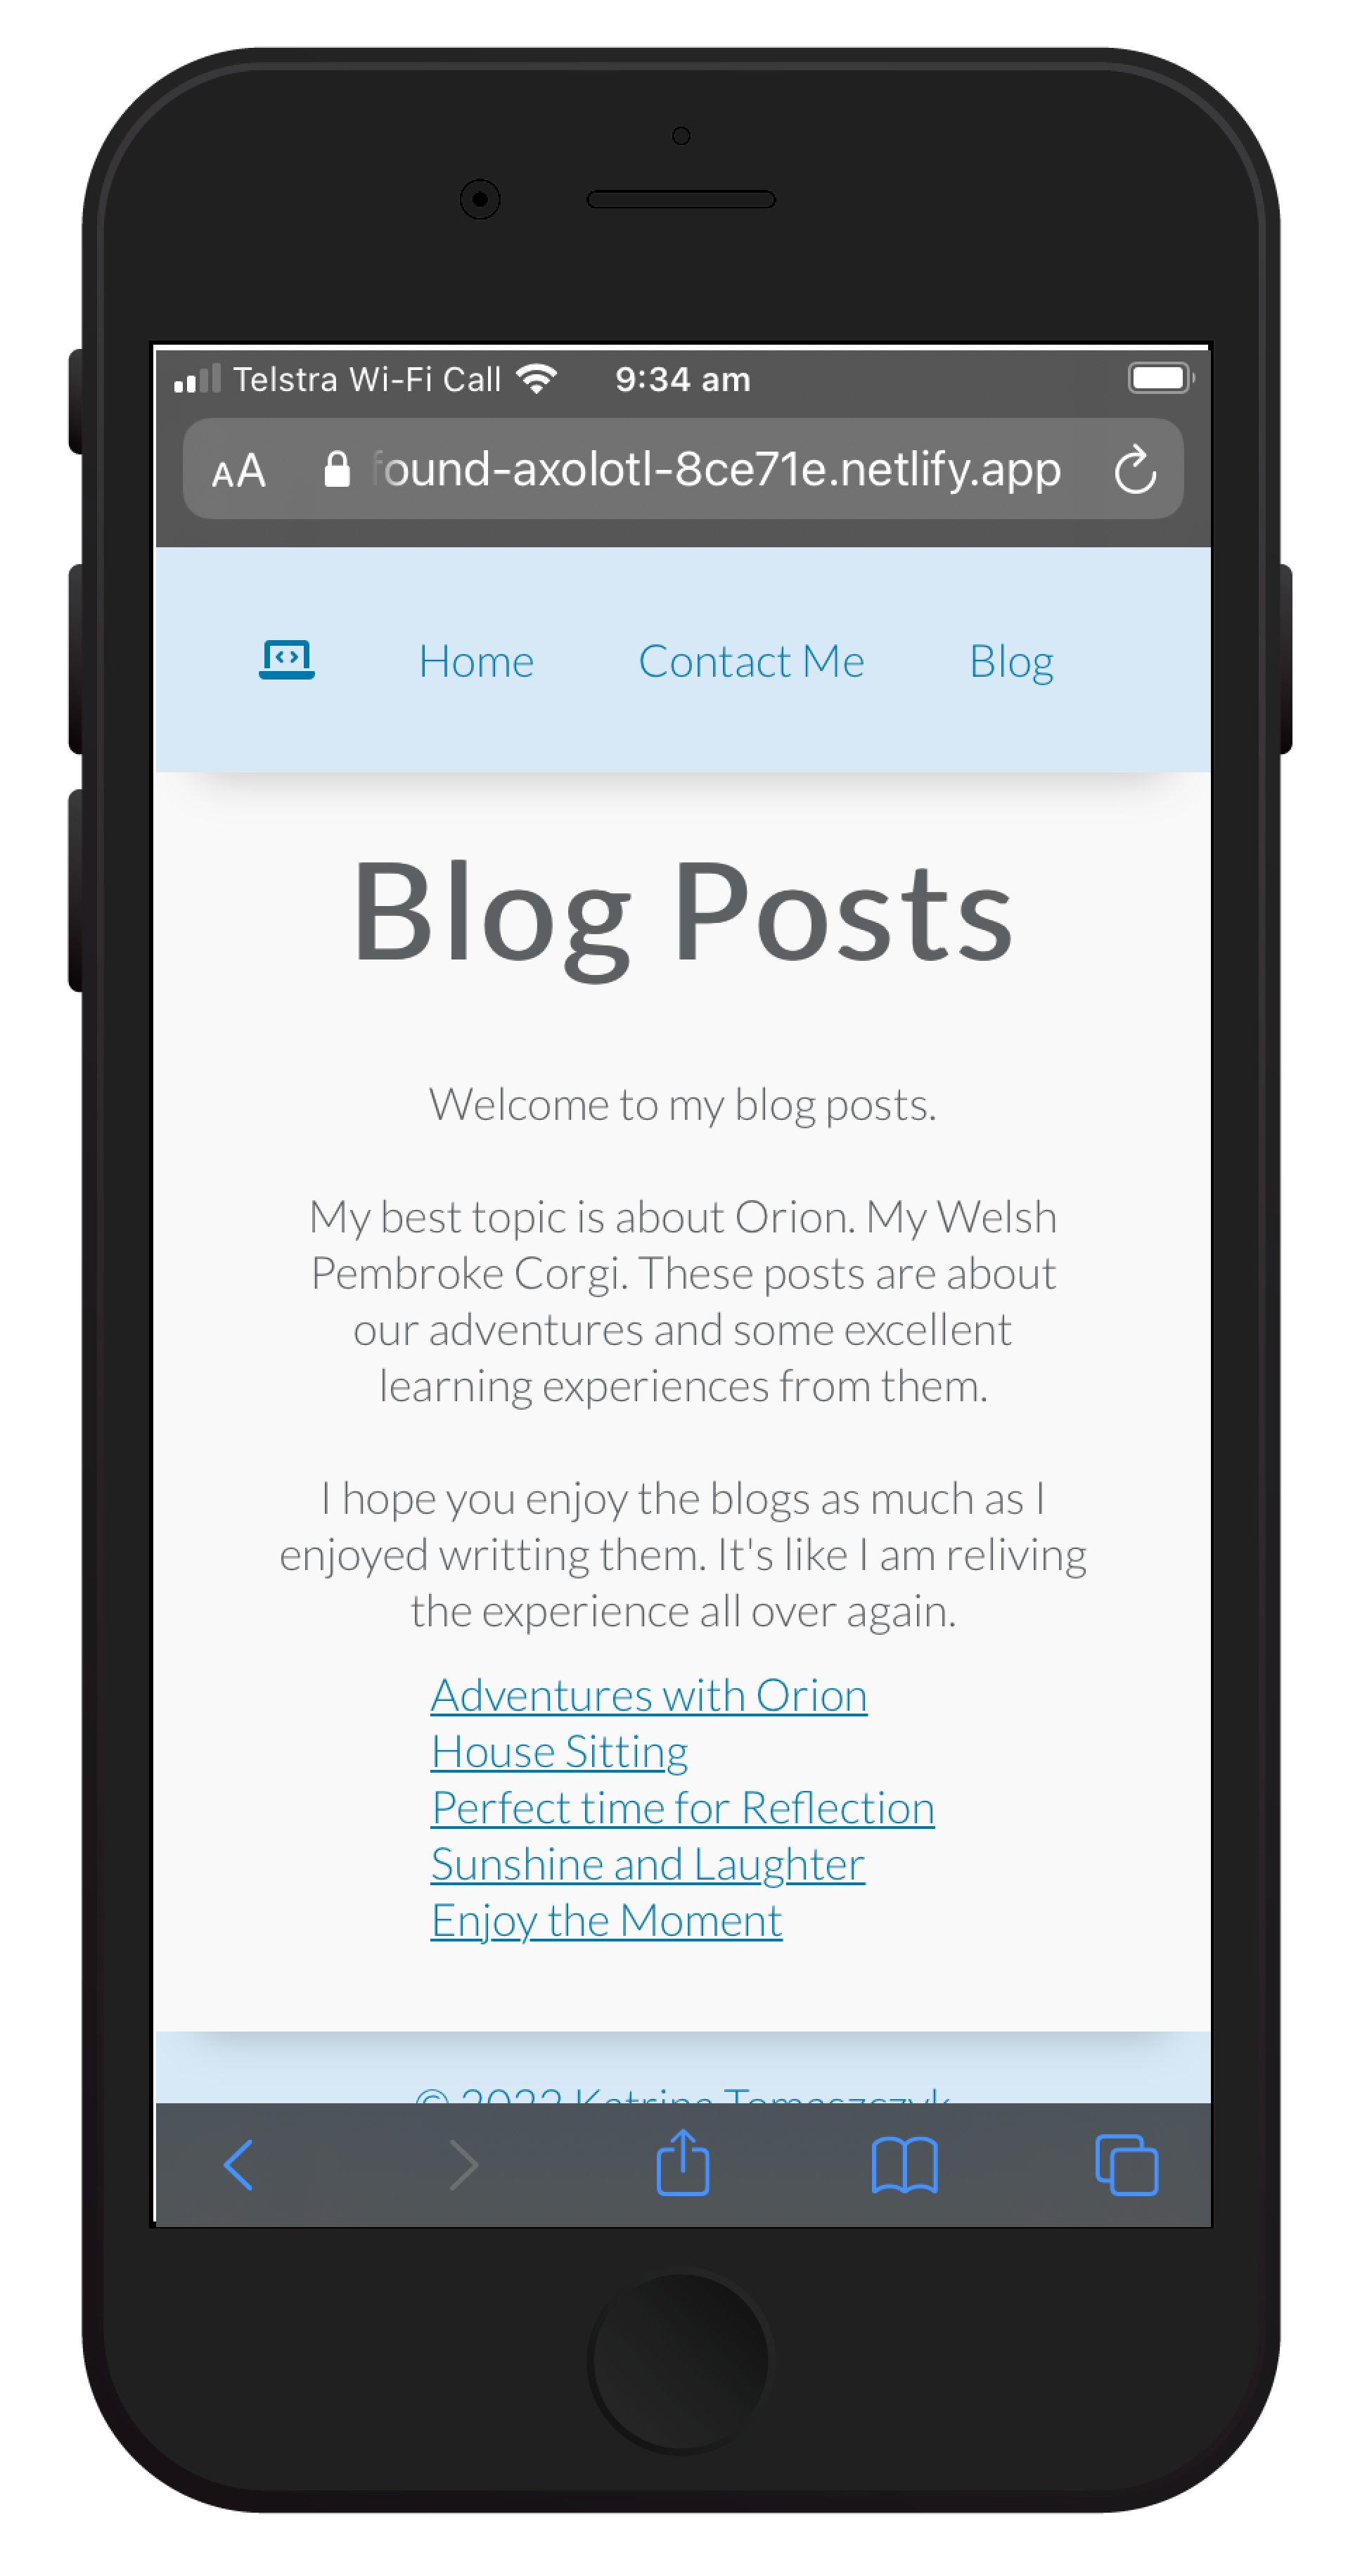 Telstra Wi-Fi Call 9:34 am
AA found-axolotl-8ce71e.netlify.app
Home Contact Me Blog
Blog Posts
Welcome to my blog posts.
My best topic is about Orion. My Welsh
Pembroke Corgi. These posts are about
our adventures and some excellent
learning experiences from them.
I hope you enjoy the blogs as much as I
enjoyed writting them. It's like I am reliving
the experience all over again.
Adventures with Orion
House Sitting
Perfect time for Reflection
Sunshine and Laughter
Enjoy the Moment
© 2022 Katrina Tomaszczyk